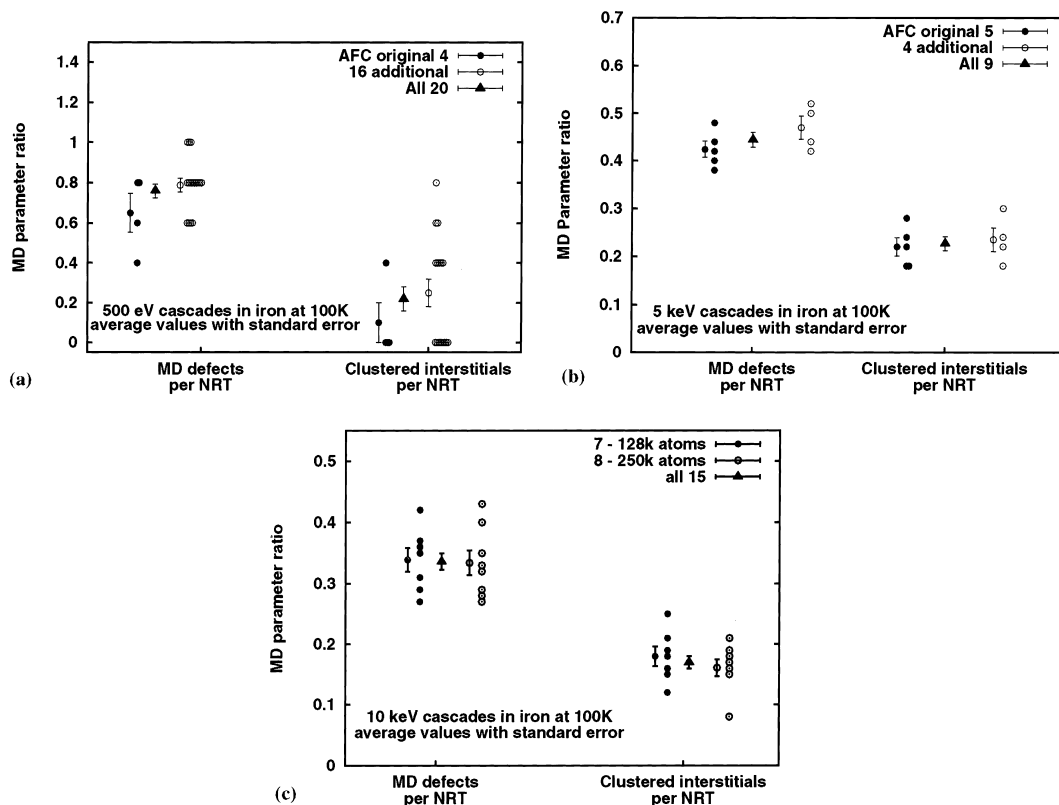 AFC original 4
16 additional
All 20
1.4
1.2
1
0.8
0.6
0.4
0.2
0
MD parameter ratio
500 eV cascades in iron at 100K
average values with standard error
MD defects
per NRT
Clustered interstitials
per NRT
(a)
AFC original 5
4 additional
All 9
0.6
0.5
0.4
0.3
0.2
0.1
0
MD Parameter ratio
5 keV cascades in iron at 100K
average values with standard error
MD defects
per NRT
Clustered interstitials
per NRT
(b)
7 - 128k atoms
8 - 250k atoms
all 15
0.5
0.4
0.3
0.2
0.1
0
MD parameter ratio
10 keV cascades in iron at 100K
average values with standard error
MD defects
per NRT
Clustered interstitials
per NRT
(c)